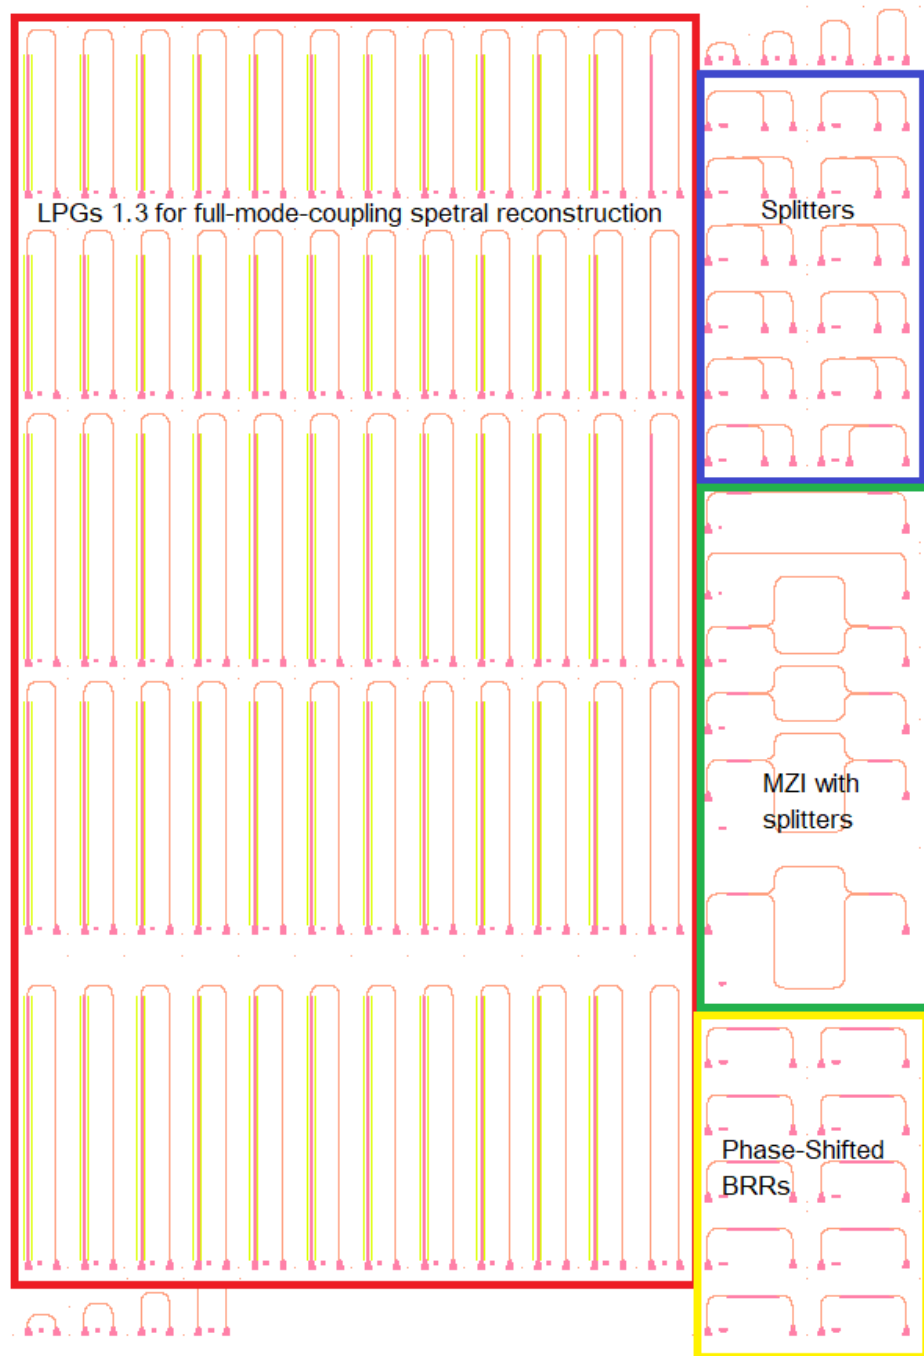 LPGs 1.3 for full-mode-coupling spetral reconstruction
Splitters
MZI with
splitters
Phase-Shifted
BRRs